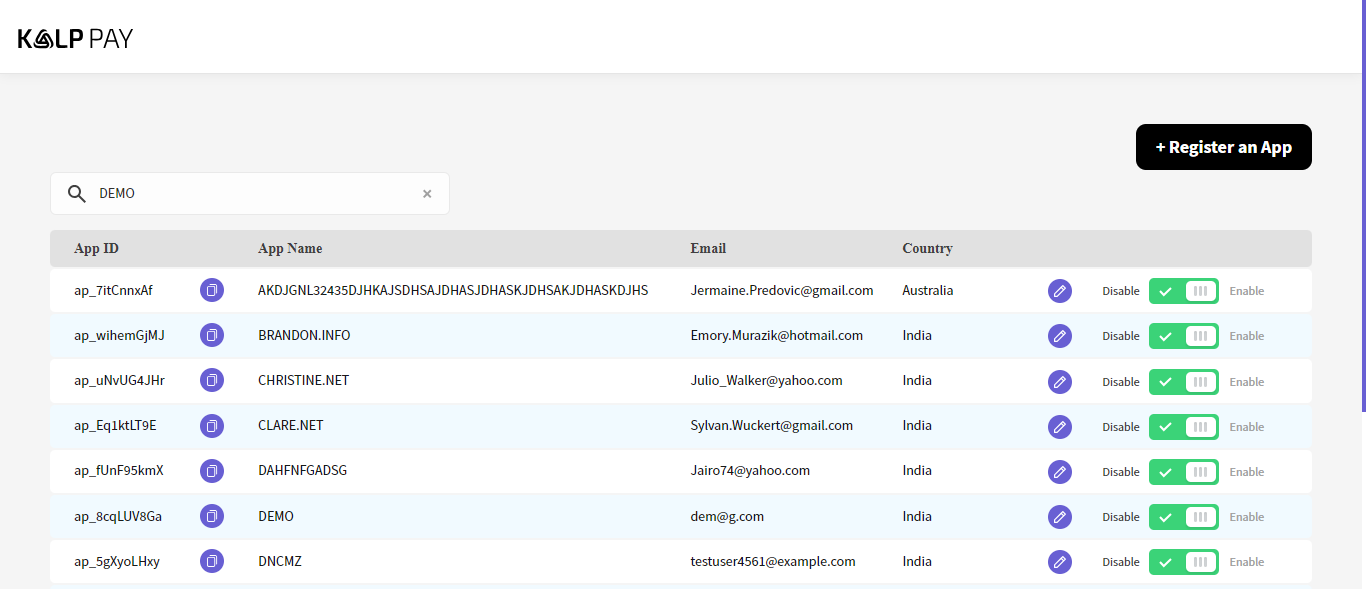 KALP PAY
+ Register an App
DEMO
App ID App Name Email Country
ap_7itCnnxAf AKDJGNL32435DJHKAJSDHSAJDHASJDHASKJDHSAKJDHASKDJHS Jermaine.Predovic@gmail.com Australia Disable Enable
ap_wihemGjMJ BRANDON.INFO Emory.Murazik@hotmail.com India Disable Enable
ap_uNvUG4JHr CHRISTINE.NET Julio_Walker@yahoo.com India Disable Enable
ap_Eq1ktLT9E CLARE.NET Sylvan.Wuckert@gmail.com India Disable Enable
ap_fUnF95kmX DAHFNFGADSG Jairo74@yahoo.com India Disable Enable
ap_8cqLUV8Ga DEMO dem@g.com India Disable Enable
ap_5gXyoLHxy DNCMZ testuser4561@example.com India Disable Enable